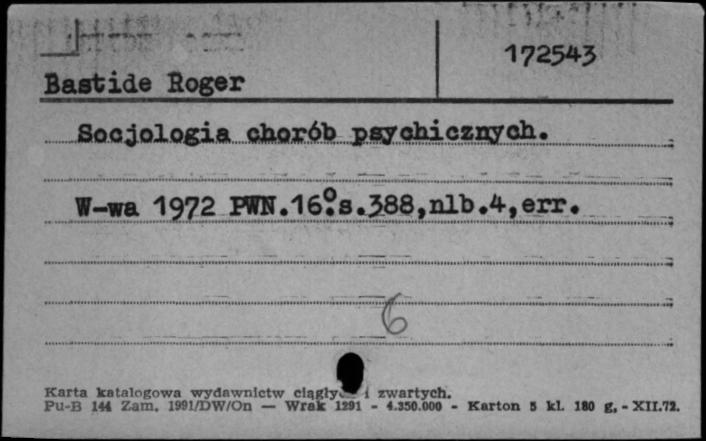 172543
Bastide Roger
Socjologia chorób psychicznych.
W-wa 1972 PWN.16°.s.388,nlb.4,err.
6
Karta katalogowa wydawnictw i zwartych.
Pu-B 144 Zam. 1991/DW/On — Wrak 1291 - 4.350.000 - Karton 5 kl. 180 g, - XII.72.